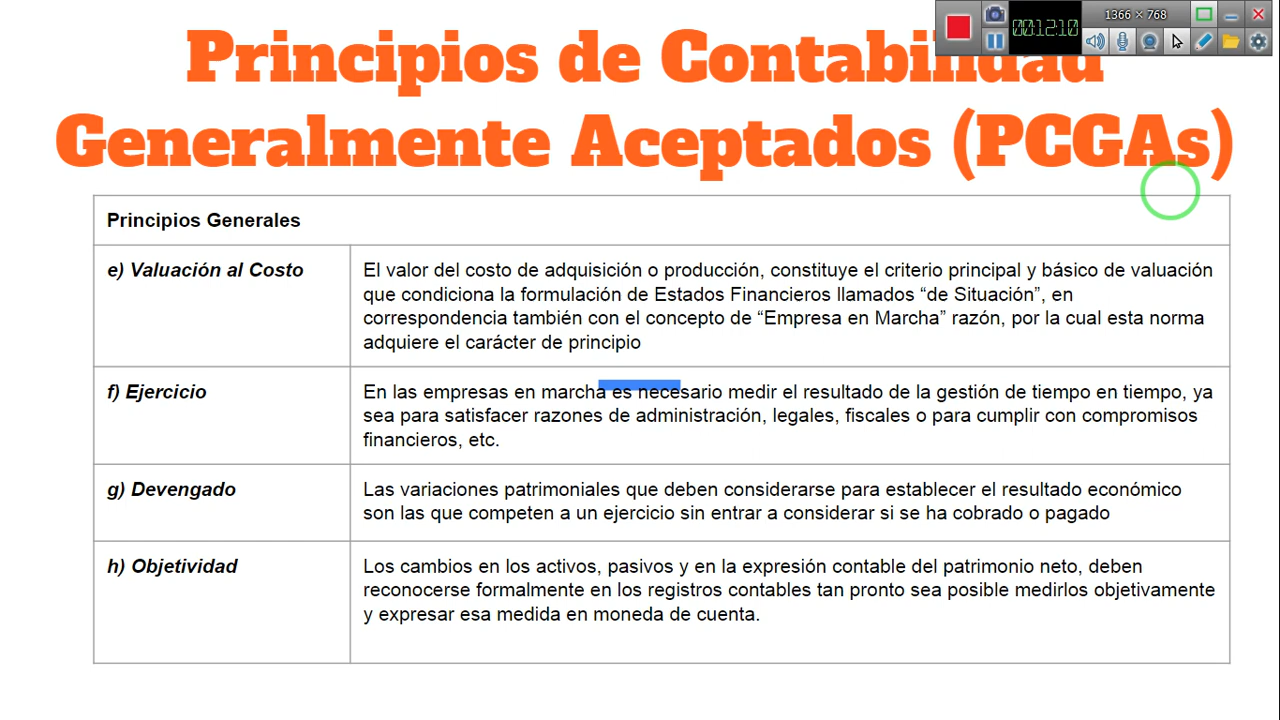 Principios de Contabilidad
00:12:10
1366 × 768
Generalmente Aceptados (PCGAs)
Principios Generales
e) Valuación al Costo
El valor del costo de adquisición o producción, constituye el criterio principal y básico de valuación
que condiciona la formulación de Estados Financieros llamados “de Situación”, en
correspondencia también con el concepto de “Empresa en Marcha” razón, por la cual esta norma
adquiere el carácter de principio
f) Ejercicio
En las empresas en marcha es necesario medir el resultado de la gestión de tiempo en tiempo, ya
sea para satisfacer razones de administración, legales, fiscales o para cumplir con compromisos
financieros, etc.
g) Devengado
Las variaciones patrimoniales que deben considerarse para establecer el resultado económico
son las que competen a un ejercicio sin entrar a considerar si se ha cobrado o pagado
h) Objetividad
Los cambios en los activos, pasivos y en la expresión contable del patrimonio neto, deben
reconocerse formalmente en los registros contables tan pronto sea posible medirlos objetivamente
y expresar esa medida en moneda de cuenta.